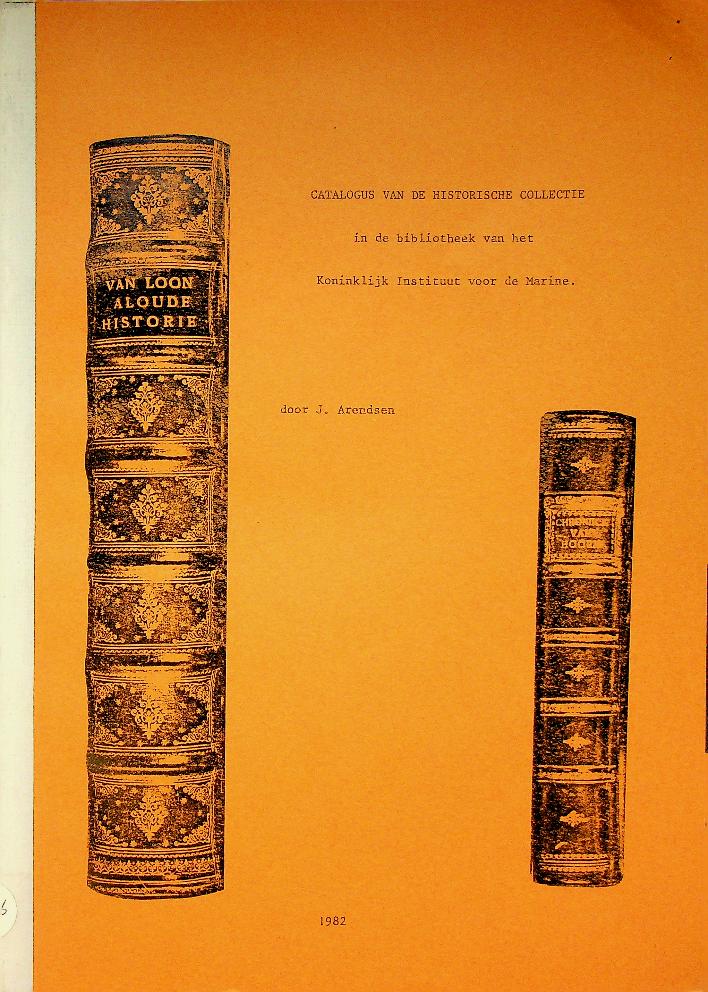 CATALOGUS VAN DE HISTORISCHE COLLECTIE
in de bibliotheek van het
Koninklijk Instituut voor de Marine.
VAN LOON
ALOUDE
HISTORIE
door J. Arendsen
VAN
1982